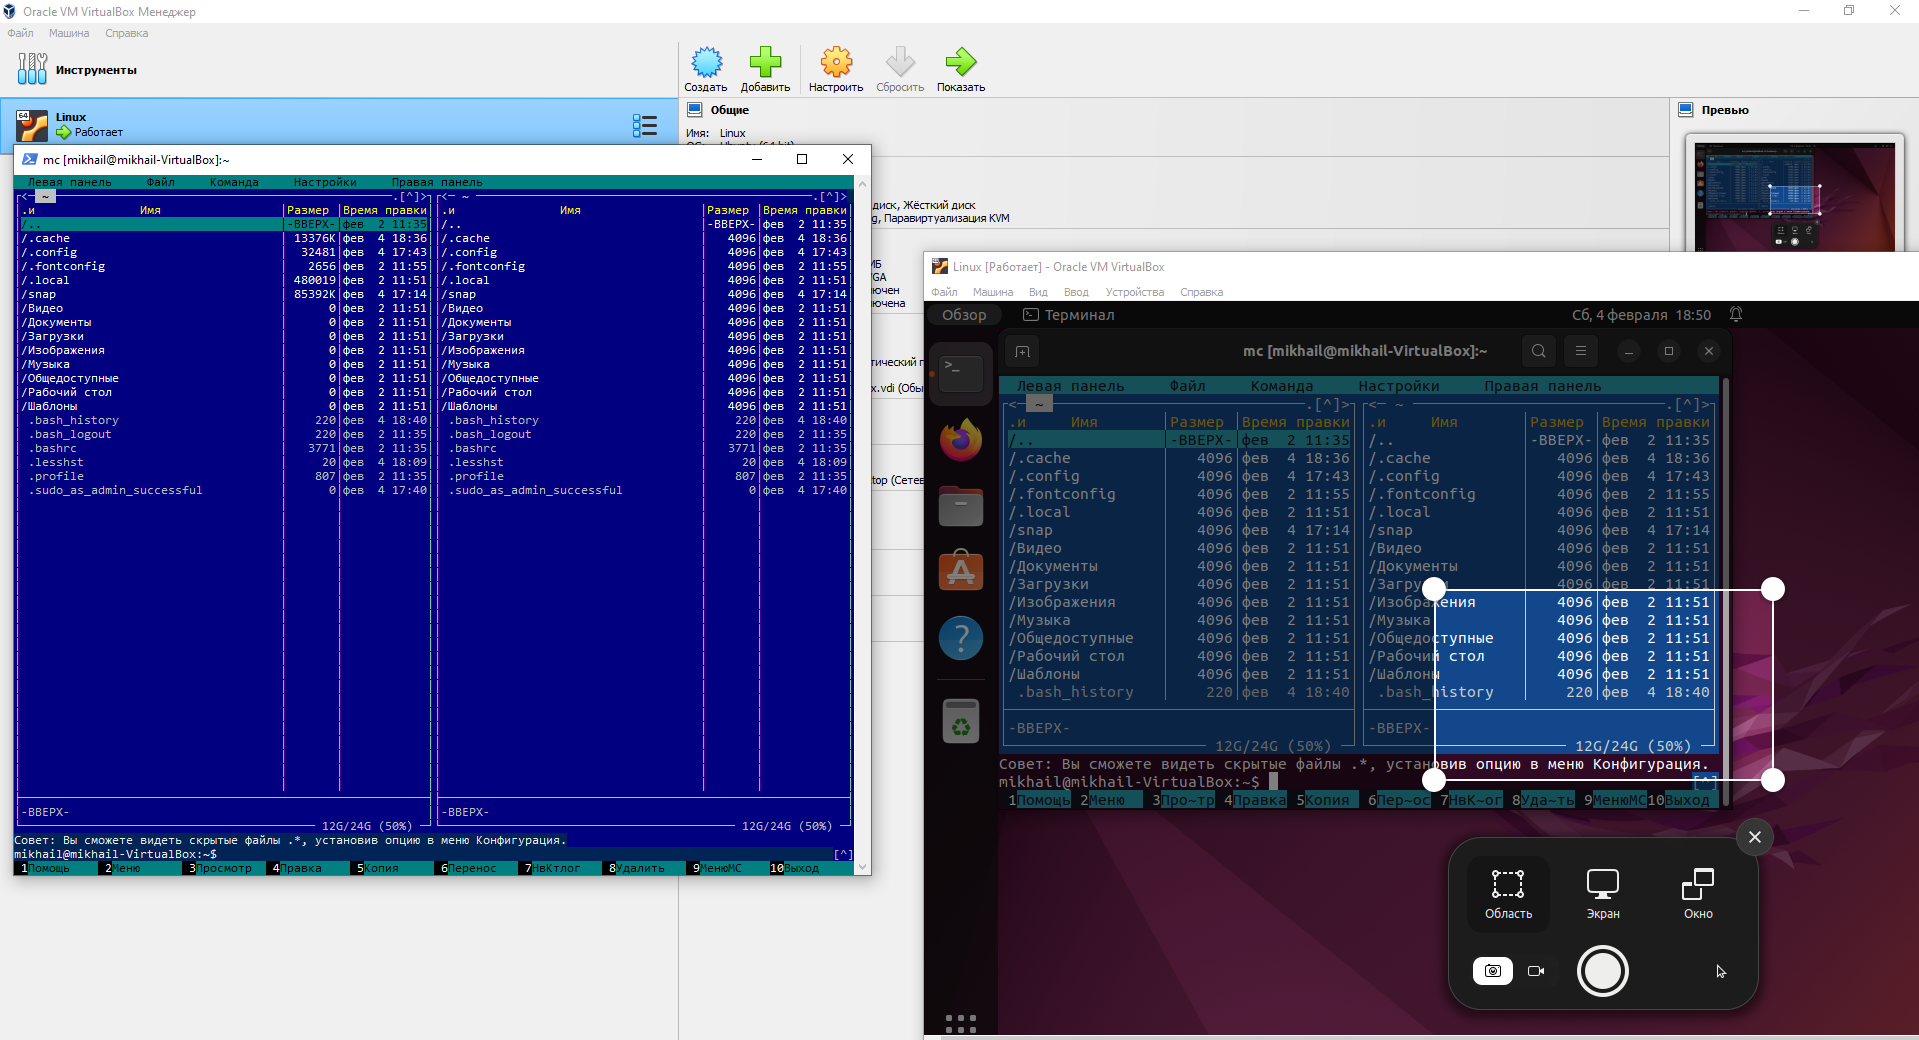 Oracle VM VirtualBox Менеджер
Файл Машина Справка
Инструменты
Создать Добавить Настроить Сбросить Показать
64 Linux
Работает
Общие
Имя: Linux
Превью
диск, Жёсткий диск
g, Паравиртуализация KVM
МБ
VGA
лючен
лючена
x.vdi (Обы
top (Сетев
mc [mikhail@mikhail-VirtualBox]:~
Левая панель Файл Команда Настройки Правая панель
<─ ~ .[^]> <─ ~ .[^]>
.и Имя Размер Время правки .и Имя Размер Время правки
/.. -ВВЕРХ- фев 2 11:35 /.. -ВВЕРХ- фев 2 11:35
/.cache 13376K фев 4 18:36 /.cache 4096 фев 4 18:36
/.config 32481 фев 4 17:43 /.config 4096 фев 4 17:43
/.fontconfig 2656 фев 2 11:55 /.fontconfig 4096 фев 2 11:55
/.local 480019 фев 2 11:51 /.local 4096 фев 2 11:51
/snap 85392K фев 4 17:14 /snap 4096 фев 4 17:14
/Видео 0 фев 2 11:51 /Видео 4096 фев 2 11:51
/Документы 0 фев 2 11:51 /Документы 4096 фев 2 11:51
/Загрузки 0 фев 2 11:51 /Загрузки 4096 фев 2 11:51
/Изображения 0 фев 2 11:51 /Изображения 4096 фев 2 11:51
/Музыка 0 фев 2 11:51 /Музыка 4096 фев 2 11:51
/Общедоступные 0 фев 2 11:51 /Общедоступные 4096 фев 2 11:51
/Рабочий стол 0 фев 2 11:51 /Рабочий стол 4096 фев 2 11:51
/Шаблоны 0 фев 2 11:51 /Шаблоны 4096 фев 2 11:51
.bash_history 220 фев 4 18:40 .bash_history 220 фев 4 18:40
.bash_logout 220 фев 2 11:35 .bash_logout 220 фев 2 11:35
.bashrc 3771 фев 2 11:35 .bashrc 3771 фев 2 11:35
.lesshst 20 фев 4 18:09 .lesshst 20 фев 4 18:09
.profile 807 фев 2 11:35 .profile 807 фев 2 11:35
.sudo_as_admin_successful 0 фев 4 17:40 .sudo_as_admin_successful 0 фев 4 17:40
-ВВЕРХ- -ВВЕРХ-
12G/24G (50%) 12G/24G (50%)
Совет: Вы сможете видеть скрытые файлы .*, установив опцию в меню Конфигурация.
mikhail@mikhail-VirtualBox:~$ [^]
1Помощь 2Меню 3Просмотр 4Правка 5Копия 6Перенос 7НвКтлог 8Удалить 9МенюМС 10Выход
Linux [Работает] - Oracle VM VirtualBox
Файл Машина Вид Ввод Устройства Справка
Обзор Терминал Сб, 4 февраля 18:50
mc [mikhail@mikhail-VirtualBox]:~
Левая панель Файл Команда Настройки Правая панель
<─ ~ .[^]> <─ ~ .[^]>
.и Имя Размер Время правки .и Имя Размер Время правки
/.. -ВВЕРХ- фев 2 11:35 /.. -ВВЕРХ- фев 2 11:35
/.cache 4096 фев 4 18:36 /.cache 4096 фев 4 18:36
/.config 4096 фев 4 17:43 /.config 4096 фев 4 17:43
/.fontconfig 4096 фев 2 11:55 /.fontconfig 4096 фев 2 11:55
/.local 4096 фев 2 11:51 /.local 4096 фев 2 11:51
/snap 4096 фев 4 17:14 /snap 4096 фев 4 17:14
/Видео 4096 фев 2 11:51 /Видео 4096 фев 2 11:51
/Документы 4096 фев 2 11:51 /Документы 4096 фев 2 11:51
/Загрузки 4096 фев 2 11:51 /Загрузки 4096 фев 2 11:51
/Изображения 4096 фев 2 11:51 /Изображения 4096 фев 2 11:51
/Музыка 4096 фев 2 11:51 /Музыка 4096 фев 2 11:51
/Общедоступные 4096 фев 2 11:51 /Общедоступные 4096 фев 2 11:51
/Рабочий стол 4096 фев 2 11:51 /Рабочий стол 4096 фев 2 11:51
/Шаблоны 4096 фев 2 11:51 /Шаблоны 4096 фев 2 11:51
.bash_history 220 фев 4 18:40 .bash_history 220 фев 4 18:40
-ВВЕРХ- -ВВЕРХ-
12G/24G (50%) 12G/24G (50%)
Совет: Вы сможете видеть скрытые файлы .*, установив опцию в меню Конфигурация.
mikhail@mikhail-VirtualBox:~$ [^]
1Помощь 2Меню 3Про~тр 4Правка 5Копия 6Пер~ос 7НвК~ог 8Уда~ть 9МенюМС 10Выход
Область Экран Окно